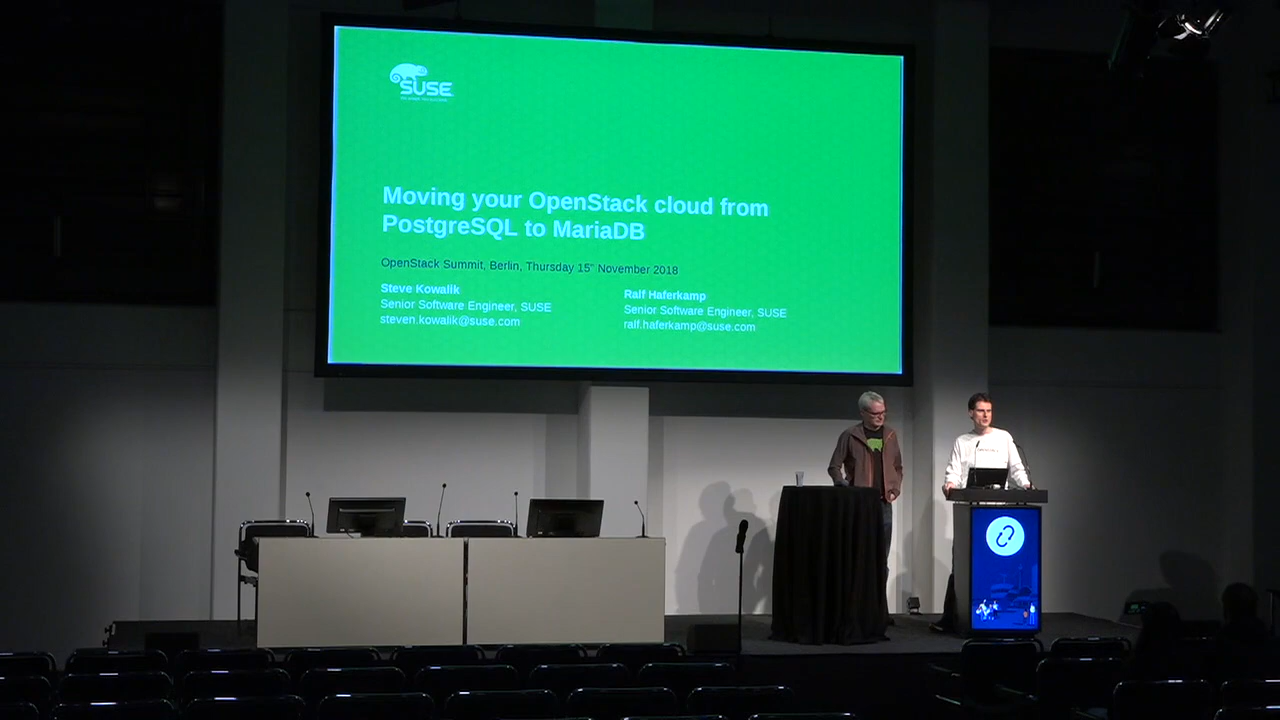 SUSE
Moving your OpenStack cloud from
PostgreSQL to MariaDB
OpenStack Summit, Berlin, Thursday 15th November 2018
Steve Kowalik
Senior Software Engineer, SUSE
steven.kowalik@suse.com
Ralf Haferkamp
Senior Software Engineer, SUSE
ralf.haferkamp@suse.com